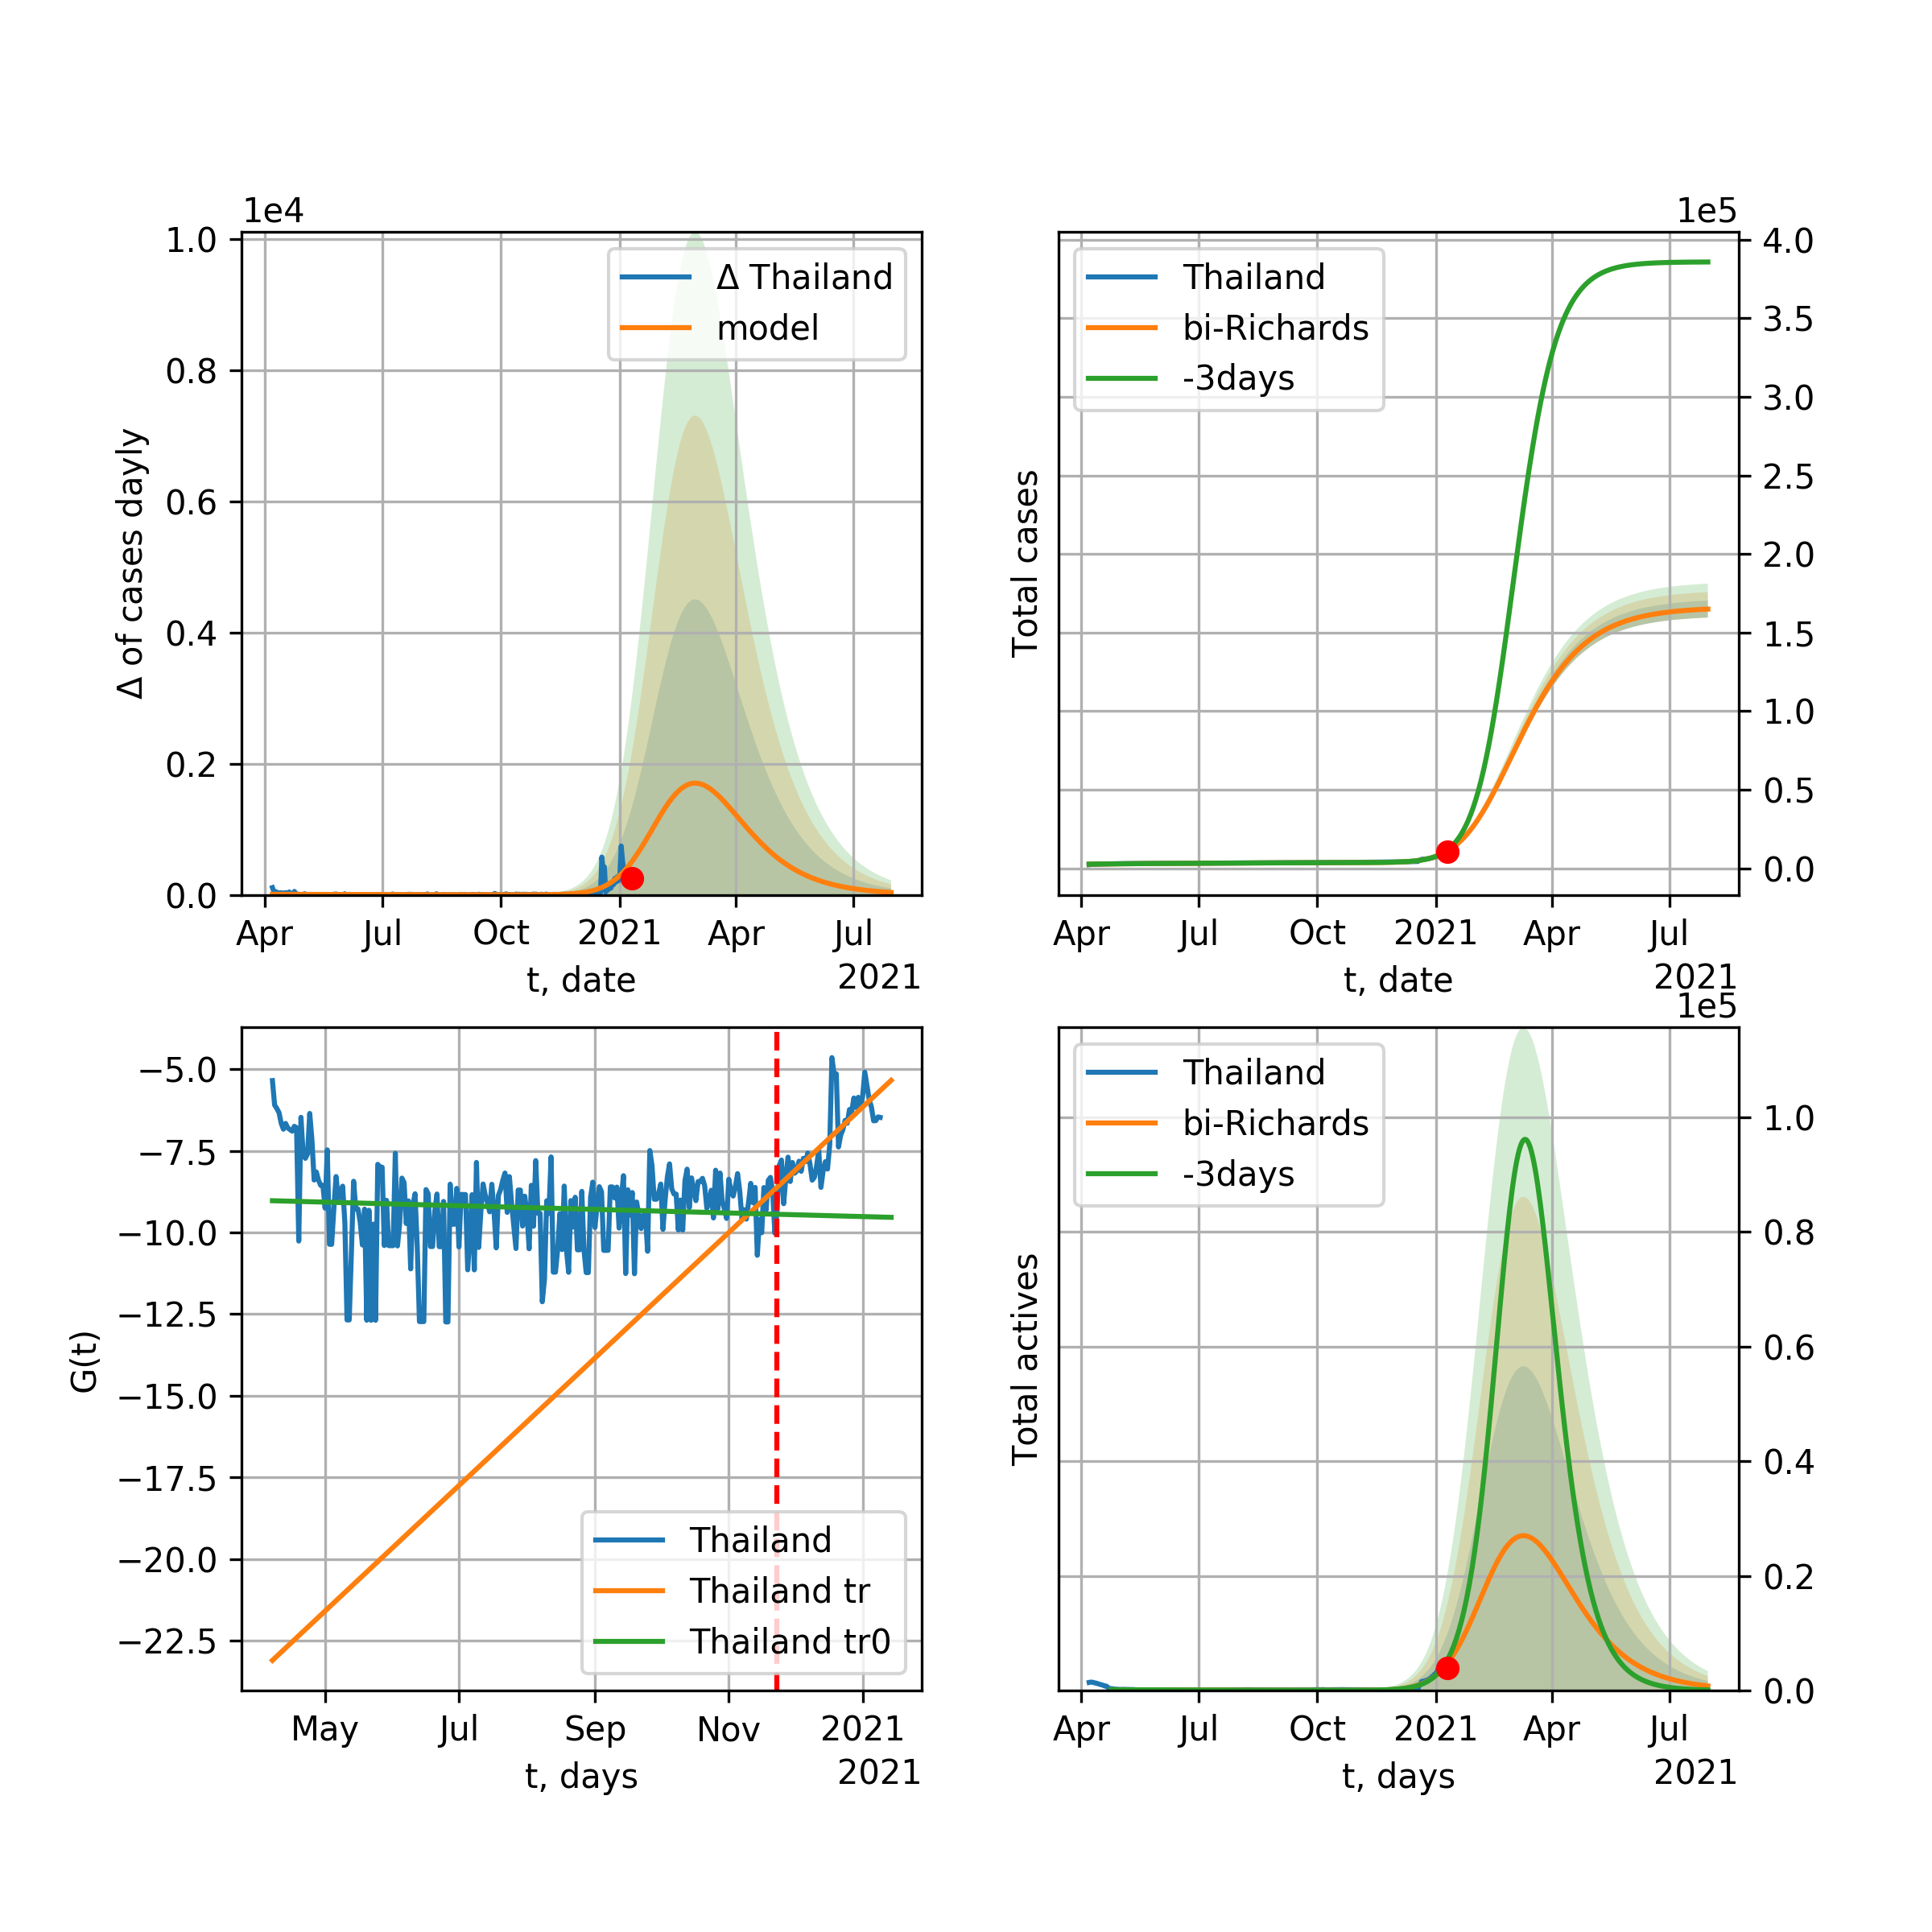 1e4
1.0
0.8
0.6
0.4
0.2
0.0
Δ of cases dayly
Δ Thailand
model
Apr Jul Oct 2021 Apr Jul
t, date
2021
1e5
4.0
3.5
3.0
2.5
2.0
1.5
1.0
0.5
0.0
Total cases
Thailand
bi-Richards
-3days
Apr Jul Oct 2021 Apr Jul
t, date
2021
−5.0
−7.5
−10.0
−12.5
−15.0
−17.5
−20.0
−22.5
G(t)
Thailand
Thailand tr
Thailand tr0
May Jul Sep Nov 2021
t, days
2021
1e5
1.0
0.8
0.6
0.4
0.2
0.0
Total actives
Thailand
bi-Richards
-3days
Apr Jul Oct 2021 Apr Jul
t, days
2021